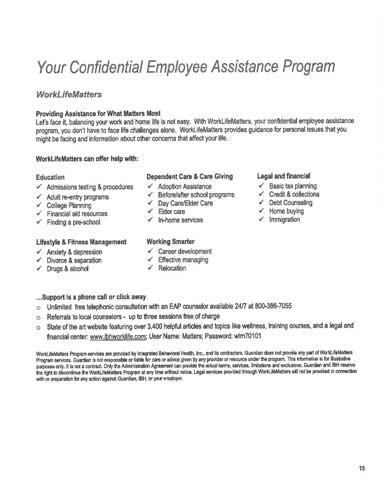 Your Confidential Employee Assistance Program
WorkLifeMatters
Providing Assistance for What Matters Most
Let's face it, balancing your work and home life is not easy. With WorkLifeMatters, your confidential employee assistance
program, you don't have to face life challenges alone. WorkLifeMatters provides guidance for personal issues that you
might be facing and information about other concerns that affect your life.
WorkLifeMatters can offer help with:
Education
✓ Admissions testing & procedures
✓ Adult re-entry programs
✓ College Planning
✓ Financial aid resources
✓ Finding a pre-school
Dependent Care & Care Giving
✓ Adoption Assistance
✓ Before/after school programs
✓ Day Care/Elder Care
✓ Elder care
✓ In-home services
Legal and financial
✓ Basic tax planning
✓ Credit & collections
✓ Debt Counseling
✓ Home buying
✓ Immigration
Lifestyle & Fitness Management
✓ Anxiety & depression
✓ Divorce & separation
✓ Drugs & alcohol
Working Smarter
✓ Career development
✓ Effective managing
✓ Relocation
...Support is a phone call or click away
o Unlimited free telephonic consultation with an EAP counselor available 24/7 at 800-386-7055
o Referrals to local counselors - up to three sessions free of charge
o State of the art website featuring over 3,400 helpful articles and topics like wellness, training courses, and a legal and
financial center: www.ibhworklife.com; User Name: Matters; Password: wlm70101
WorkLifeMatters Program services are provided by Integrated Behavioral Health, Inc., and its contractors. Guardian does not provide any part of WorkLifeMatters
Program services. Guardian is not responsible or liable for care or advice given by any provider or resource under the program. This information is for illustrative
purposes only. It is not a contract. Only the Administration Agreement can provide the actual terms, services, limitations and exclusions. Guardian and IBH reserve
the right to discontinue the WorkLifeMatters Program at any time without notice. Legal services provided through WorkLifeMatters will not be provided in connection
with or preparation for any action against Guardian, IBH, or your employer.
15